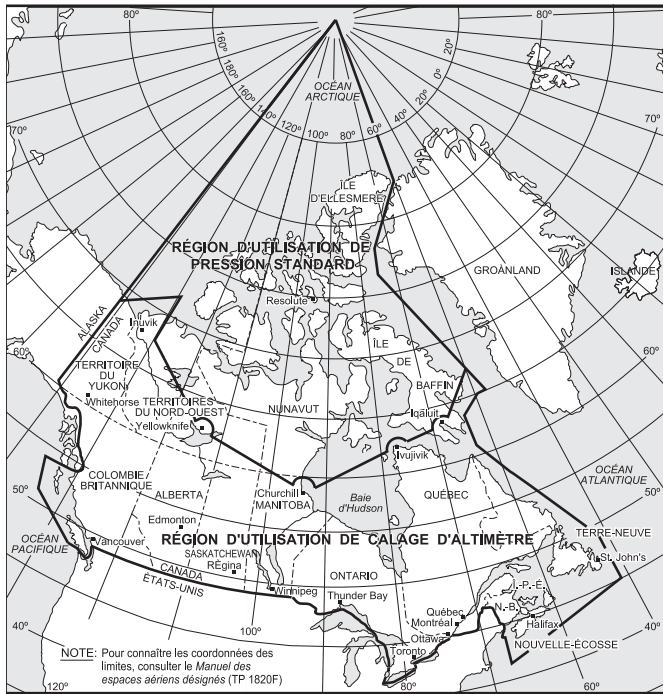 80°
80°
160°
180°
160°
140°
120°
100°
80°
60°
40°
20°
0°
20°
OCÉAN
ARCTIQUE
70°
70°
ÎLE
D'ELLESMERE
RÉGION D'UTILISATION DE
PRESSION STANDARD
GROÀNLAND
ISLANDE
Resolute
ALASKA
CANADA
Inuvik
60°
60°
TERRITOIRE
DU
YUKON
Whitehorse
TERRITOIRES
DU NORD-OUEST
Yellowknife
NUNAVUT
ÎLE
DE
BAFFIN
Iqaluit
Ivujivik
COLOMBIE
BRITANNIQUE
ALBERTA
Churchill
MANITOBA
Baie
d'Hudson
QUÉBEC
OCÉAN
ATLANTIQUE
50°
50°
Edmonton
RÉGION D'UTILISATION DE CALAGE D'ALTIMÈTRE
TERRE-NEUVE
OCÉAN
PACIFIQUE
Vancouver
SASKATCHEWAN
RÈgina
St. John's
CANADA
ÉTATS-UNIS
Winnipeg
ONTARIO
Thunder Bay
Î.-P.-É.
N.-B.
Québec
Montréal
Ottawa
Toronto
Halifax
NOUVELLE-ÉCOSSE
40°
40°
100°
120°
80°
60°
NOTE: Pour connaître les coordonnées des
limites, consulter le Manuel des
espaces aériens désignés (TP 1820F)